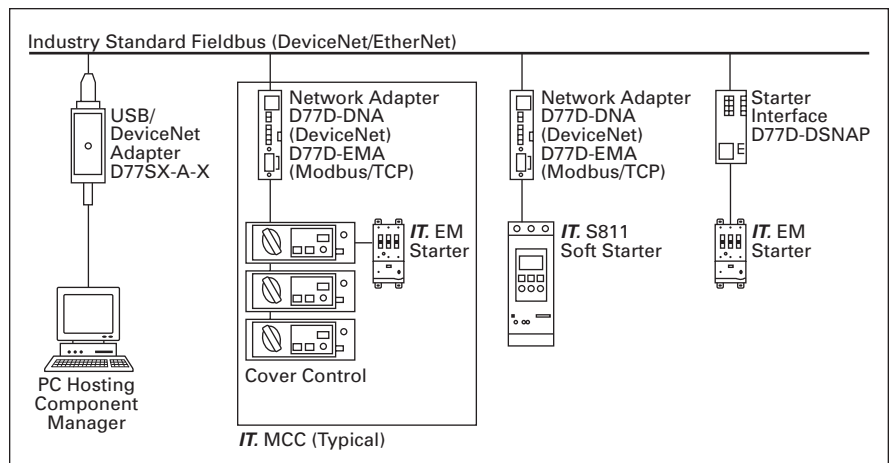 Industry Standard Fieldbus (DeviceNet/EtherNet)
USB/
DeviceNet
Adapter
D77SX-A-X
Network Adapter
D77D-DNA
(DeviceNet)
D77D-EMA
(Modbus/TCP)
Network Adapter
D77D-DNA
(DeviceNet)
D77D-EMA
(Modbus/TCP)
Starter
Interface
D77D-DSNAP
E
IT. EM
Starter
IT. S811
Soft Starter
IT. EM
Starter
Cover Control
PC Hosting
Component
Manager
IT. MCC (Typical)